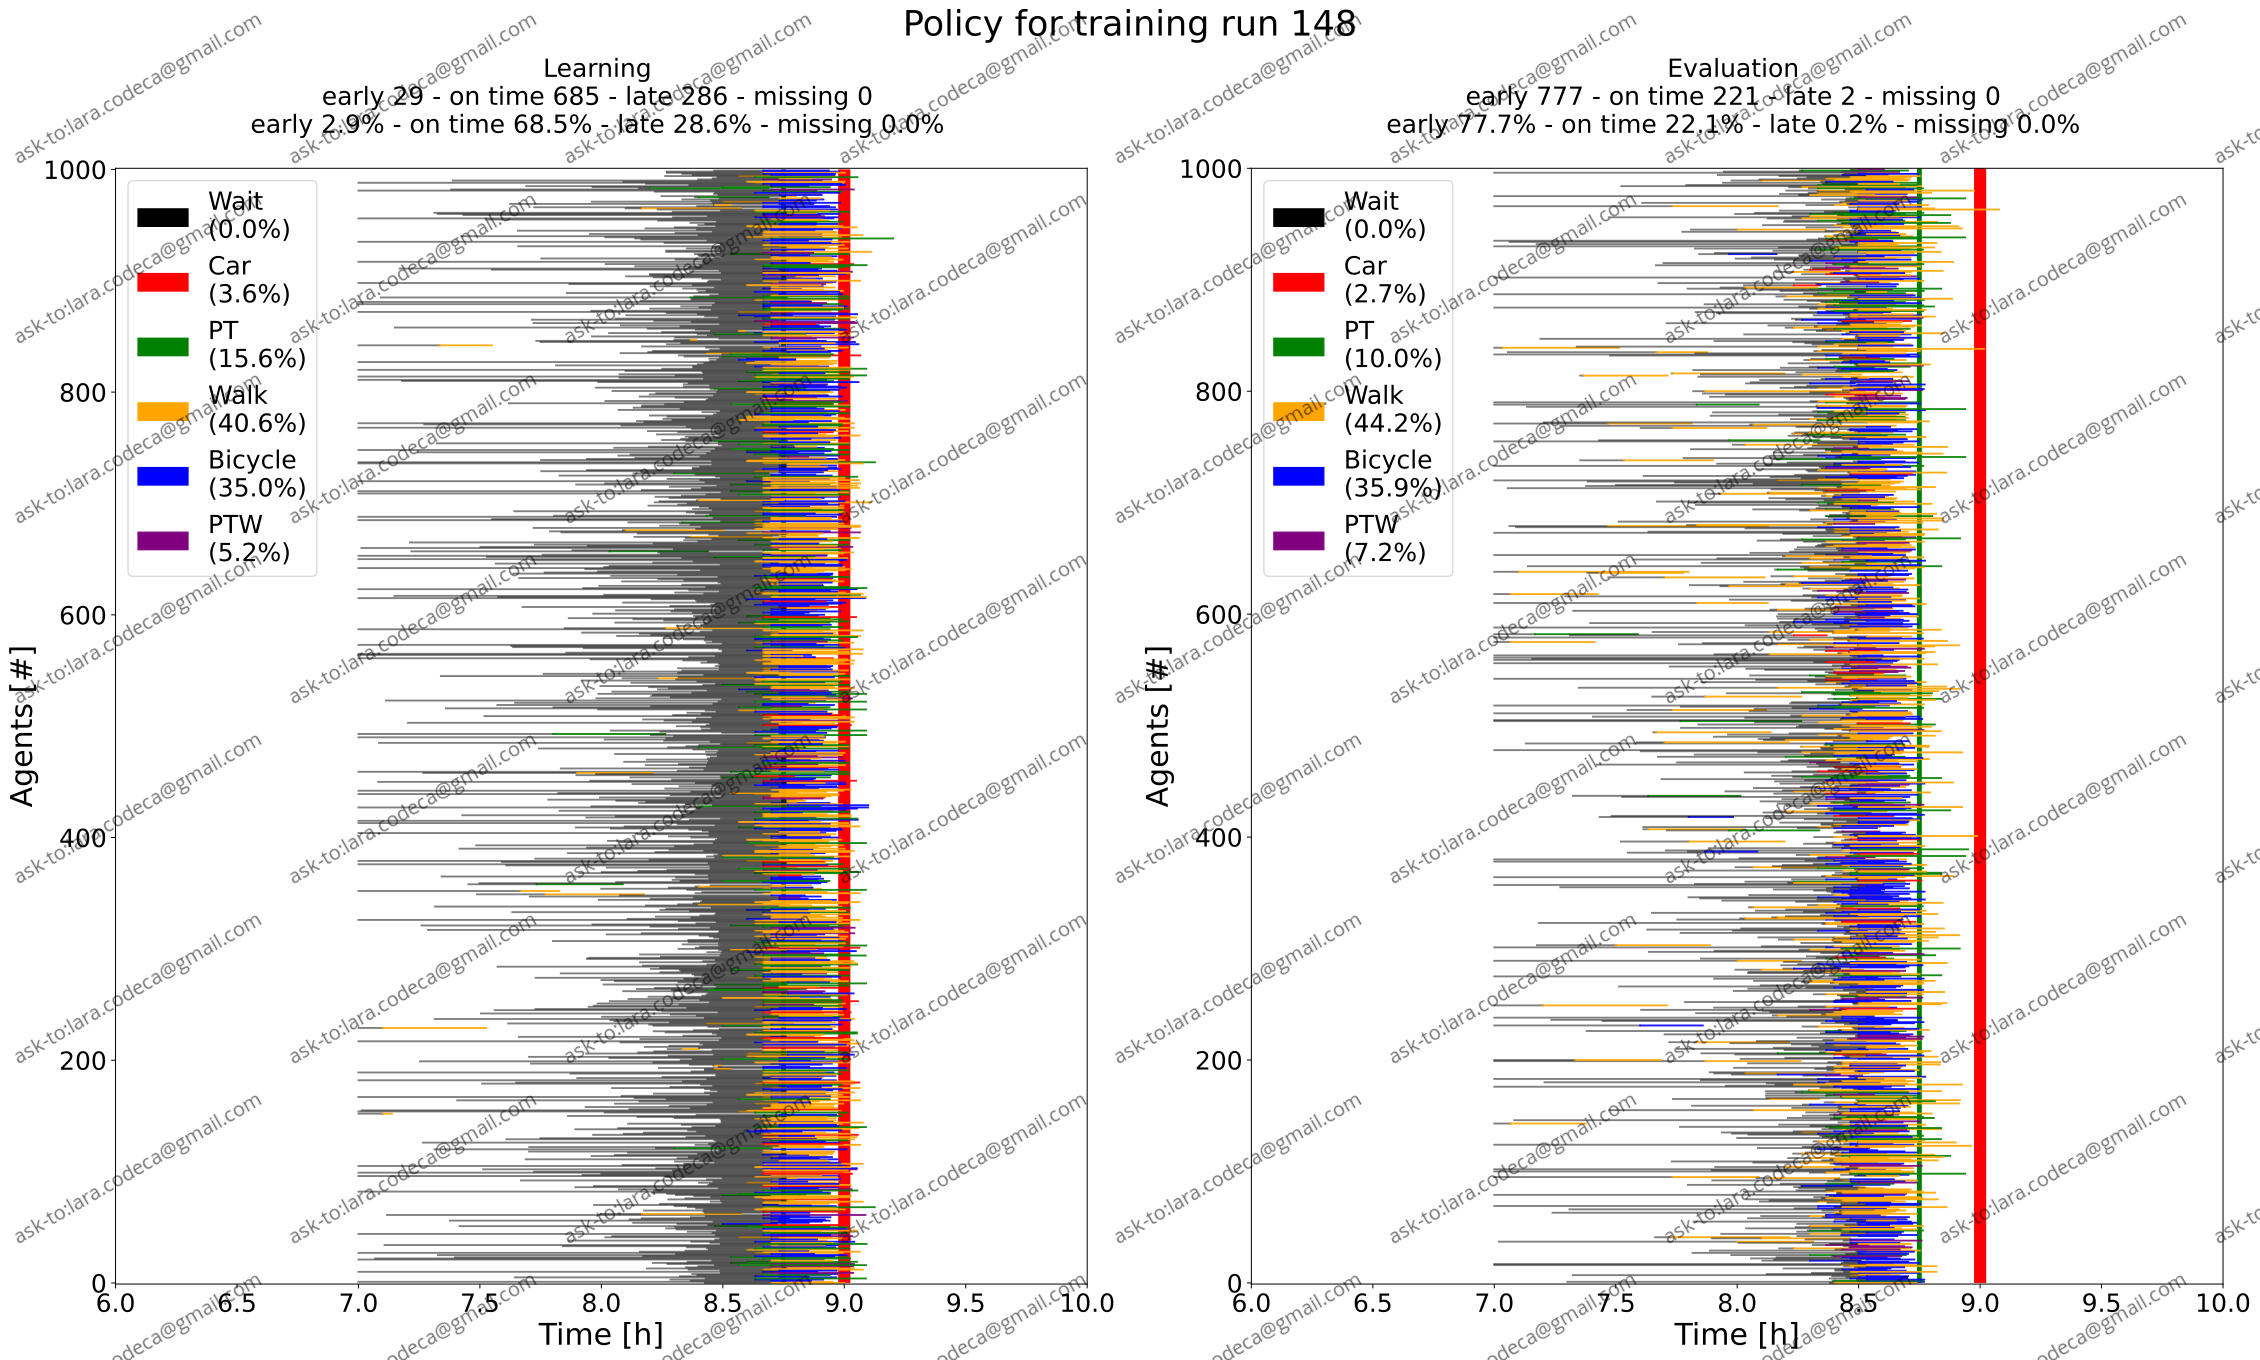 Policy for training run 148
Learning
early 29 - on time 685 - late 286 - missing 0
early 2.9% - on time 68.5% - late 28.6% - missing 0.0%
1000
800
600
400
200
0
Agents [#]
Wait
(0.0%)
Car
(3.6%)
PT
(15.6%)
Walk
(40.6%)
Bicycle
(35.0%)
PTW
(5.2%)
6.0 6.5 7.0 7.5 8.0 8.5 9.0 9.5 10.0
Time [h]
Evaluation
early 777 - on time 221 - late 2 - missing 0
early 77.7% - on time 22.1% - late 0.2% - missing 0.0%
1000
800
600
400
200
0
Agents [#]
Wait
(0.0%)
Car
(2.7%)
PT
(10.0%)
Walk
(44.2%)
Bicycle
(35.9%)
PTW
(7.2%)
6.0 6.5 7.0 7.5 8.0 8.5 9.0 9.5 10.0
Time [h]
ask-to:lara.codeca@gmail.com